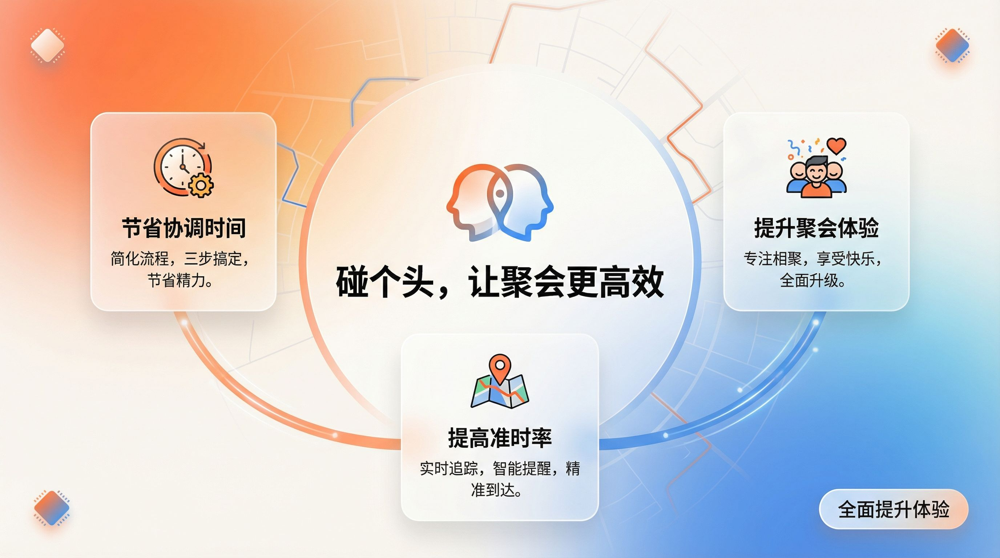 碰个头，让聚会更高效
节省协调时间
简化流程，三步搞定，
节省精力。
提高准时率
实时追踪，智能提醒，精
准到达。
提升聚会体验
专注相聚，享受快乐，
全面升级。
全面提升体验